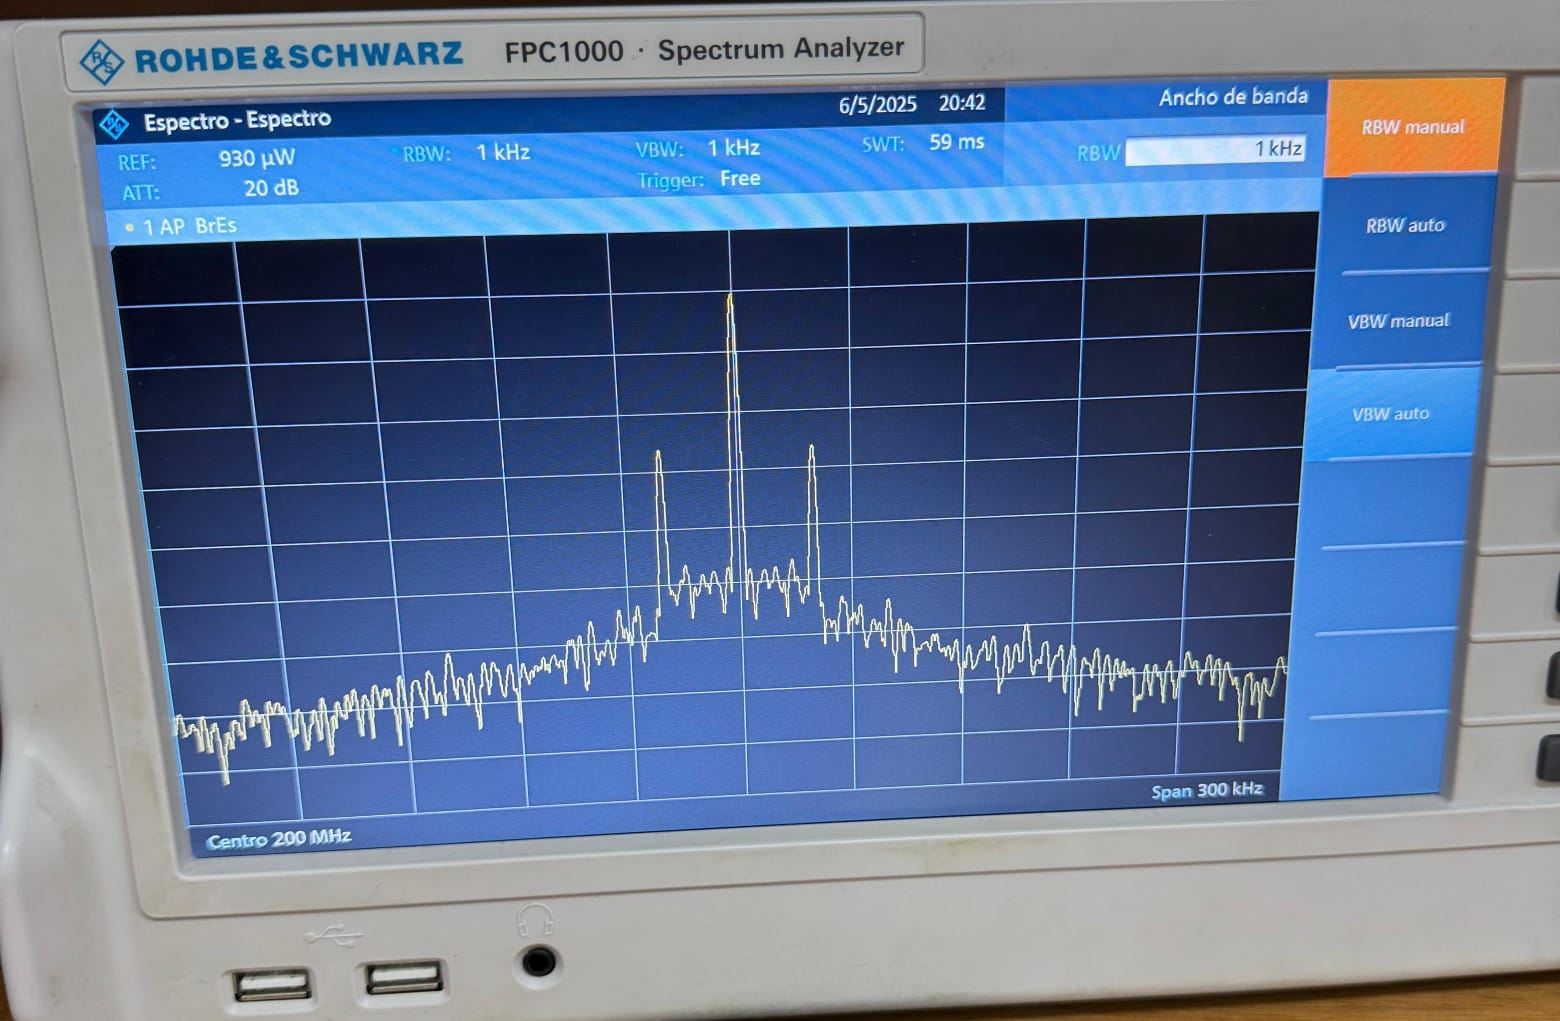 ROHDE&SCHWARZ FPC1000 · Spectrum Analyzer
Espectro - Espectro 6/5/2025 20:42 Ancho de banda
REF: 930 µW RBW: 1 kHz VBW: 1 kHz SWT: 59 ms RBW 1 kHz
ATT: 20 dB Trigger: Free
1 AP BrEs
RBW manual
RBW auto
VBW manual
VBW auto
Centro 200 MHz Span 300 kHz